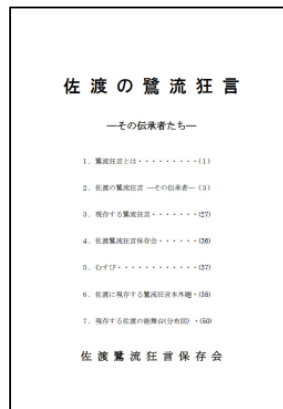 佐渡の鷺流狂言
―その伝承者たち―
1．鷺流狂言とは・・・・・・・・・(1)
2．佐渡の鷺流狂言 ―その伝承者―（3）
3．現存する鷺流狂言・・・・・・・(27)
4．佐渡鷺流狂言保存会・・・・・・(36)
5．むすび・・・・・・・・・・・・(37)
6．佐渡に現存する鷺流狂言本外題・(38)
7．現存する佐渡の能舞台(分布図)・(50)
佐渡鷺流狂言保存会